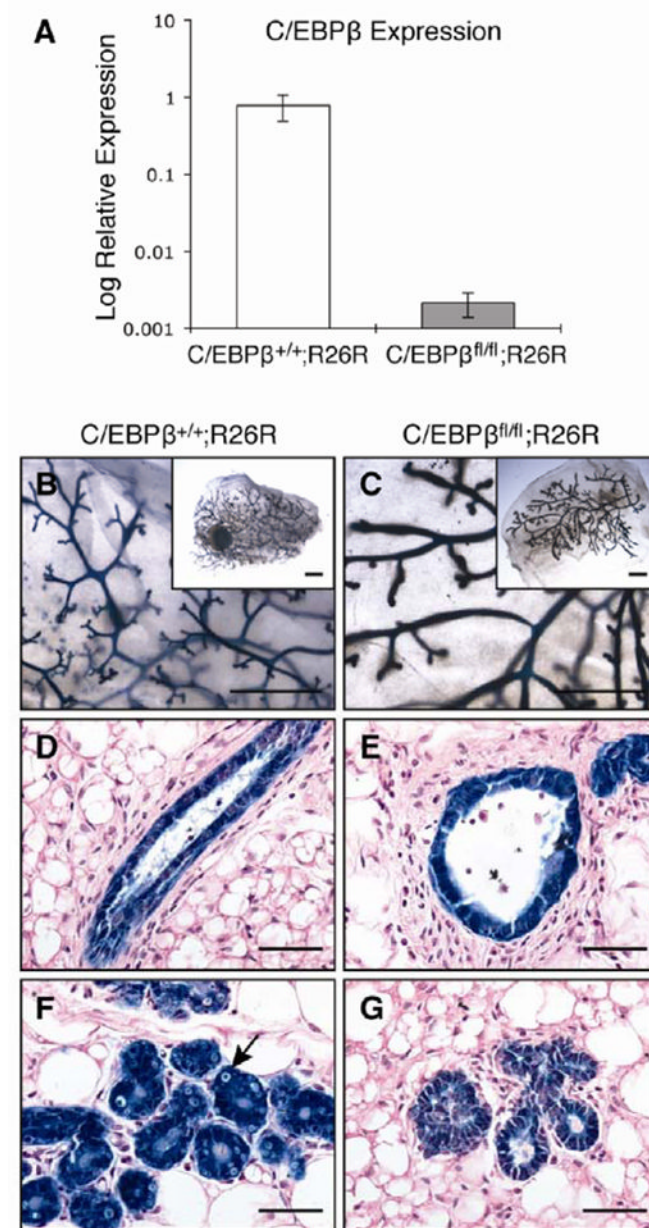 A
C/EBPβ Expression
Log Relative Expression
10
1
0.1
0.01
0.001
C/EBPβ+/+;R26R
C/EBPβfl/fl;R26R
C/EBPβ+/+;R26R
C/EBPβfl/fl;R26R
B
C
D
E
F
G